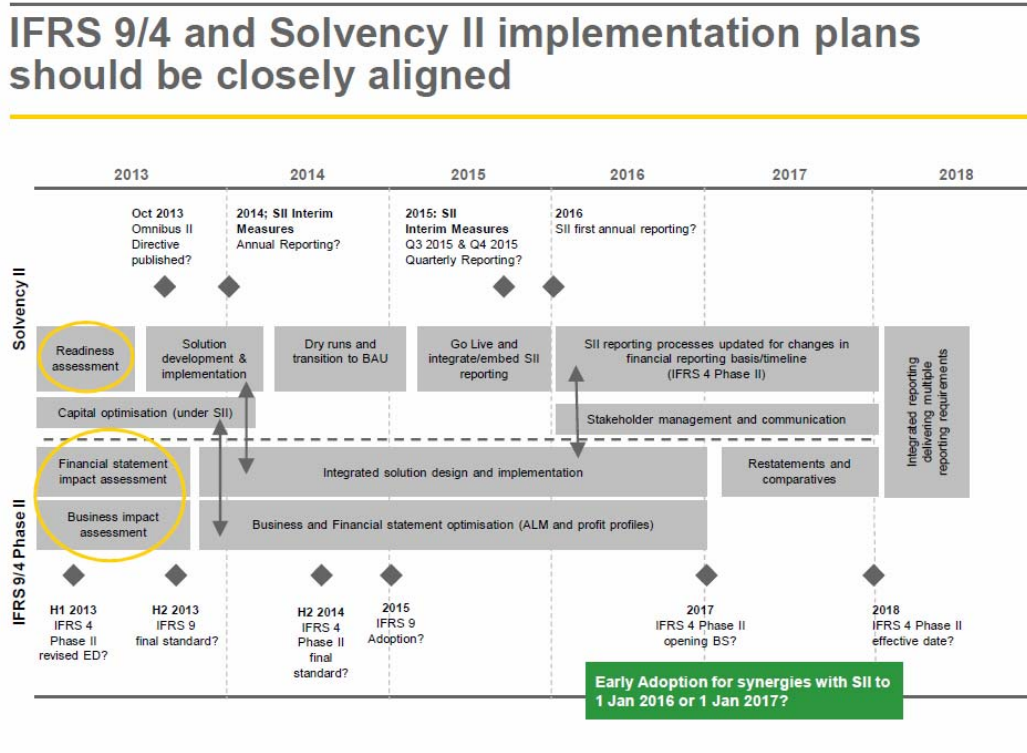 IFRS 9/4 and Solvency II implementation plans
should be closely aligned
2013
2014
2015
2016
2017
2018
Solvency II
Oct 2013
Omnibus II
Directive
published?
2014; SII Interim
Measures
Annual Reporting?
2015: SII
Interim Measures
Q3 2015 & Q4 2015
Quarterly Reporting?
2016
SII first annual reporting?
Readiness
assessment
Solution
development &
implementation
Dry runs and
transition to BAU
Go Live and
integrate/embed SII
reporting
SII reporting processes updated for changes in
financial reporting basis/timeline
(IFRS 4 Phase II)
Integrated reporting
delivering multiple
reporting requirements
Capital optimisation (under SII)
Stakeholder management and communication
IFRS 9/4 Phase II
Financial statement
impact assessment
Integrated solution design and implementation
Restatements and
comparatives
Business impact
assessment
Business and Financial statement optimisation (ALM and profit profiles)
H1 2013
IFRS 4
Phase II
revised ED?
H2 2013
IFRS 9
final standard?
H2 2014
IFRS 4
Phase II
final
standard?
2015
IFRS 9
Adoption?
2017
IFRS 4 Phase II
opening BS?
2018
IFRS 4 Phase II
effective date?
Early Adoption for synergies with SII to
1 Jan 2016 or 1 Jan 2017?